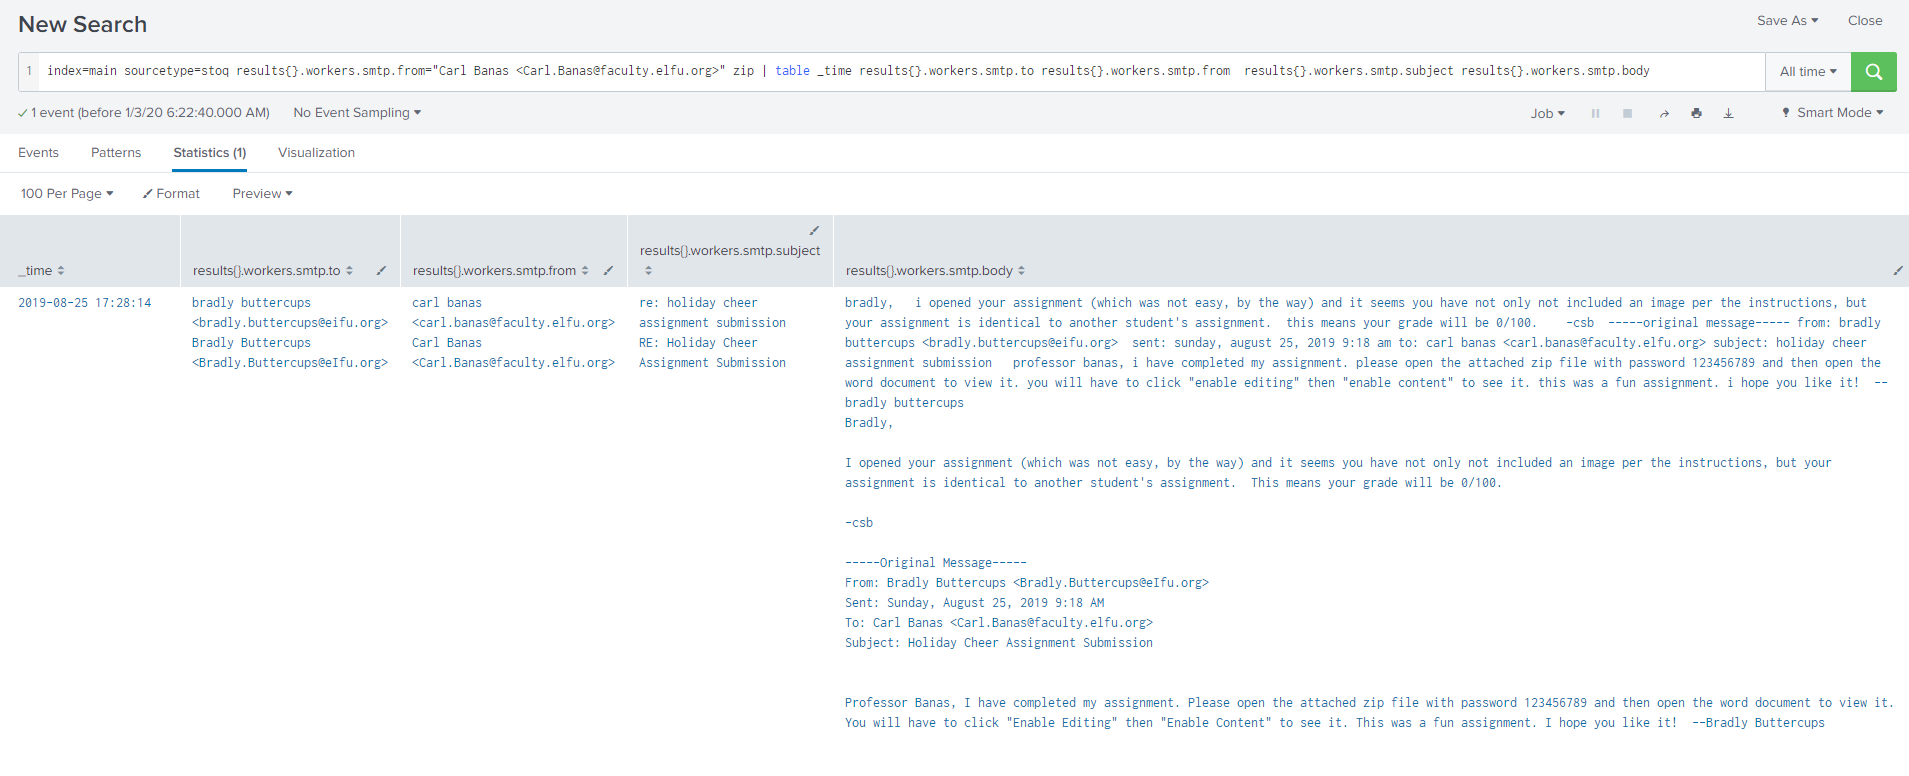 New Search
Save As
Close
1 index=main sourcetype=stoq results{}.workers.smtp.from="Carl Banas <Carl.Banas@faculty.elfu.org>" zip | table _time results{}.workers.smtp.to results{}.workers.smtp.from  results{}.workers.smtp.subject results{}.workers.smtp.body
All time
1 event (before 1/3/20 6:22:40.000 AM)
No Event Sampling
Job
Smart Mode
Events
Patterns
Statistics (1)
Visualization
100 Per Page
Format
Preview
_time
results{}.workers.smtp.to
results{}.workers.smtp.from
results{}.workers.smtp.subject
results{}.workers.smtp.body
2019-08-25 17:28:14
bradly buttercups
<bradly.buttercups@eifu.org>
Bradly Buttercups
<Bradly.Buttercups@eIfu.org>
carl banas
<carl.banas@faculty.elfu.org>
Carl Banas
<Carl.Banas@faculty.elfu.org>
re: holiday cheer
assignment submission
RE: Holiday Cheer
Assignment Submission
bradly,   i opened your assignment (which was not easy, by the way) and it seems you have not only not included an image per the instructions, but
your assignment is identical to another student's assignment.  this means your grade will be 0/100.    -csb  -----original message----- from: bradly
buttercups <bradly.buttercups@eifu.org>  sent: sunday, august 25, 2019 9:18 am to: carl banas <carl.banas@faculty.elfu.org> subject: holiday cheer
assignment submission   professor banas, i have completed my assignment. please open the attached zip file with password 123456789 and then open the
word document to view it. you will have to click "enable editing" then "enable content" to see it. this was a fun assignment. i hope you like it!  --
bradly buttercups
Bradly,
I opened your assignment (which was not easy, by the way) and it seems you have not only not included an image per the instructions, but your
assignment is identical to another student's assignment.  This means your grade will be 0/100.
-csb
-----Original Message-----
From: Bradly Buttercups <Bradly.Buttercups@eIfu.org>
Sent: Sunday, August 25, 2019 9:18 AM
To: Carl Banas <Carl.Banas@faculty.elfu.org>
Subject: Holiday Cheer Assignment Submission
Professor Banas, I have completed my assignment. Please open the attached zip file with password 123456789 and then open the word document to view it.
You will have to click "Enable Editing" then "Enable Content" to see it. This was a fun assignment. I hope you like it!  --Bradly Buttercups